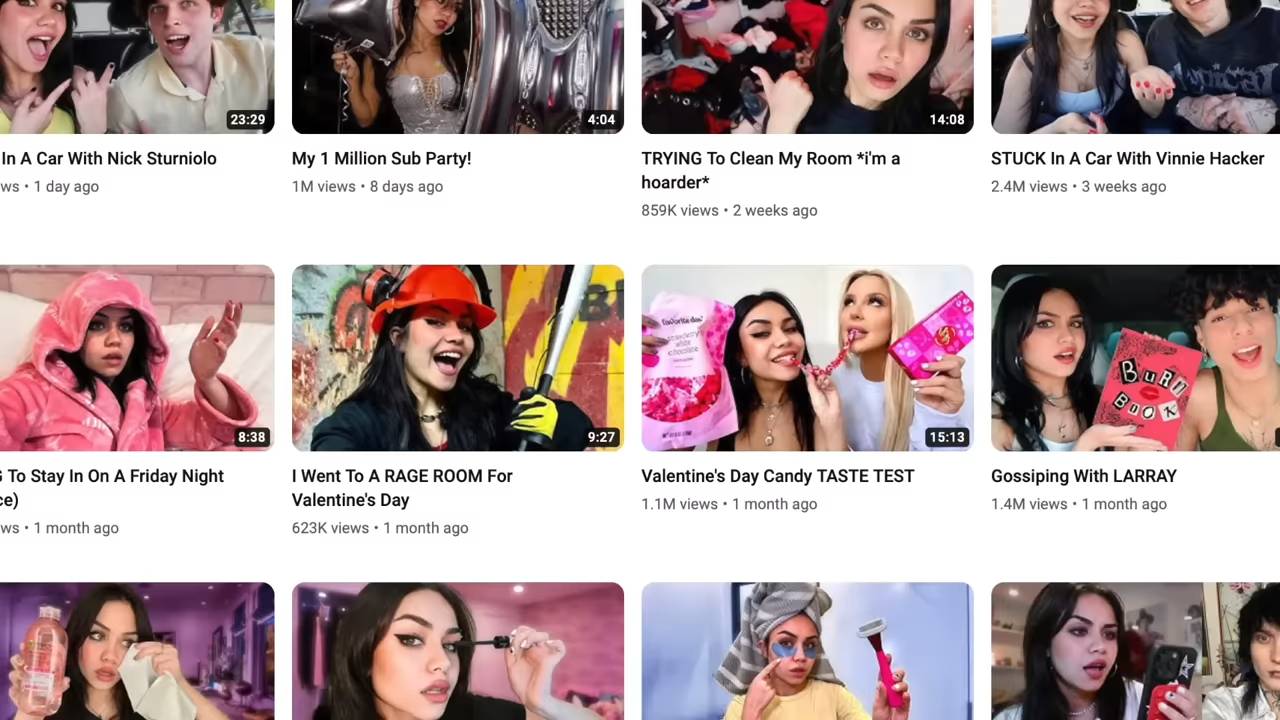 23:29
4:04
14:08
In A Car With Nick Sturniolo
My 1 Million Sub Party!
TRYING To Clean My Room *i'm a
hoarder*
STUCK In A Car With Vinnie Hacker
ws • 1 day ago
1M views • 8 days ago
859K views • 2 weeks ago
2.4M views • 3 weeks ago
favorite day
strawberry
white
chocolate
BURN
BOOK
8:38
9:27
15:13
G To Stay In On A Friday Night
ce)
I Went To A RAGE ROOM For
Valentine's Day
Valentine's Day Candy TASTE TEST
Gossiping With LARRAY
ws • 1 month ago
623K views • 1 month ago
1.1M views • 1 month ago
1.4M views • 1 month ago